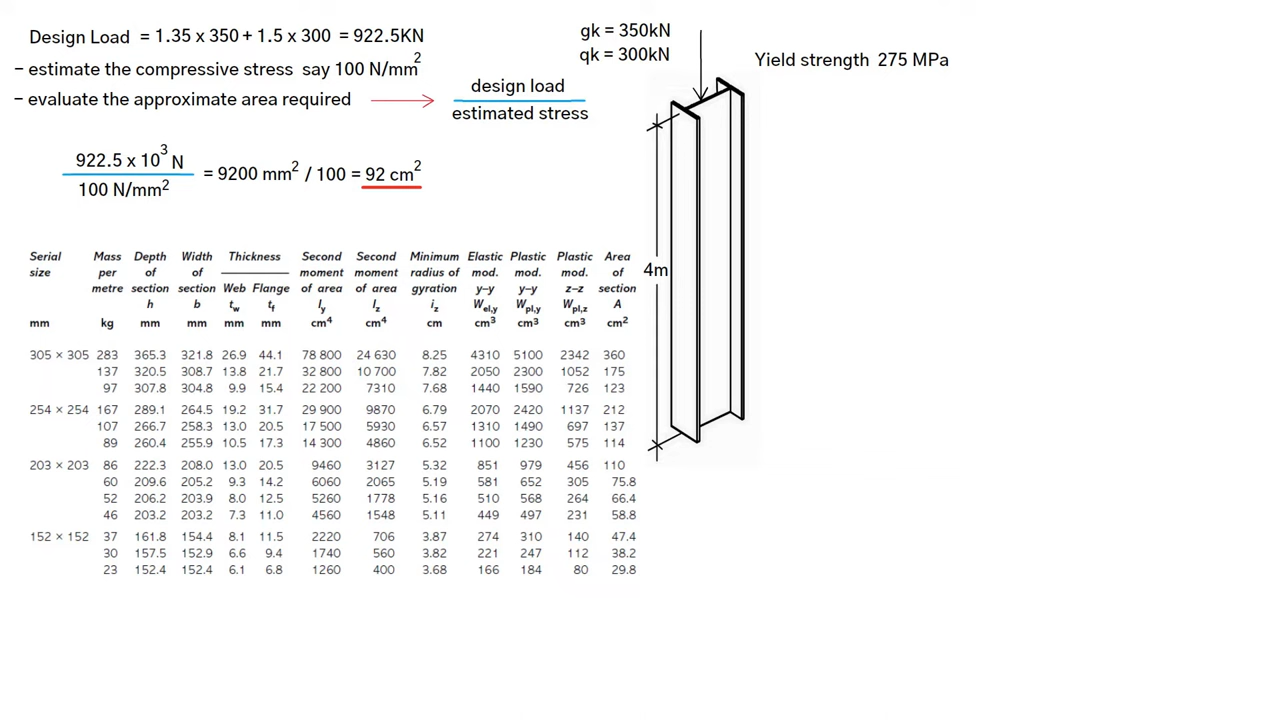 Design Load = 1.35 x 350 + 1.5 x 300 = 922.5KN
– estimate the compressive stress say 100 N/mm²
– evaluate the approximate area required
design load
estimated stress
gk = 350kN
qk = 300kN
Yield strength 275 MPa
922.5 x 10³ N
100 N/mm²
= 9200 mm² / 100 = 92 cm²
4m
Serial Mass Depth Width Thickness Second Second Minimum Elastic Plastic Plastic Area
size per of of moment moment radius of mod. mod. mod. of
metre section section Web Flange of area of area gyration y–y y–y z–z section
h b tw tf Iy Iz iz Wel,y Wpl,y Wpl,z A
mm kg mm mm mm mm cm⁴ cm⁴ cm cm³ cm³ cm³ cm²
305 × 305 283 365.3 321.8 26.9 44.1 78 800 24 630 8.25 4310 5100 2342 360
137 320.5 308.7 13.8 21.7 32 800 10 700 7.82 2050 2300 1052 175
97 307.8 304.8 9.9 15.4 22 200 7310 7.68 1440 1590 726 123
254 × 254 167 289.1 264.5 19.2 31.7 29 900 9870 6.79 2070 2420 1137 212
107 266.7 258.3 13.0 20.5 17 500 5930 6.57 1310 1490 697 137
89 260.4 255.9 10.5 17.3 14 300 4860 6.52 1100 1230 575 114
203 × 203 86 222.3 208.0 13.0 20.5 9460 3127 5.32 851 979 456 110
60 209.6 205.2 9.3 14.2 6060 2065 5.19 581 652 305 75.8
52 206.2 203.9 8.0 12.5 5260 1778 5.16 510 568 264 66.4
46 203.2 203.2 7.3 11.0 4560 1548 5.11 449 497 231 58.8
152 × 152 37 161.8 154.4 8.1 11.5 2220 706 3.87 274 310 140 47.4
30 157.5 152.9 6.6 9.4 1740 560 3.82 221 247 112 38.2
23 152.4 152.4 6.1 6.8 1260 400 3.68 166 184 80 29.8